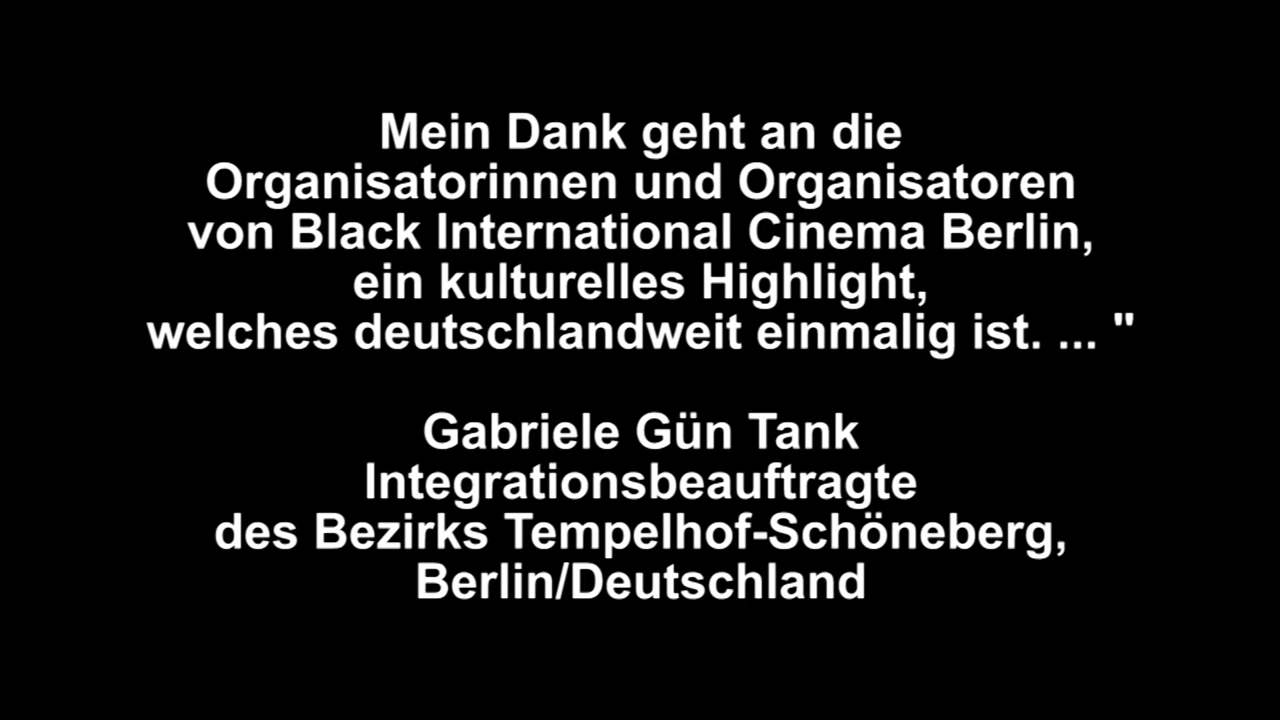 Mein Dank geht an die
Organisatorinnen und Organisatoren
von Black International Cinema Berlin,
ein kulturelles Highlight,
welches deutschlandweit einmalig ist. ... "
Gabriele Gün Tank
Integrationsbeauftragte
des Bezirks Tempelhof-Schöneberg,
Berlin/Deutschland